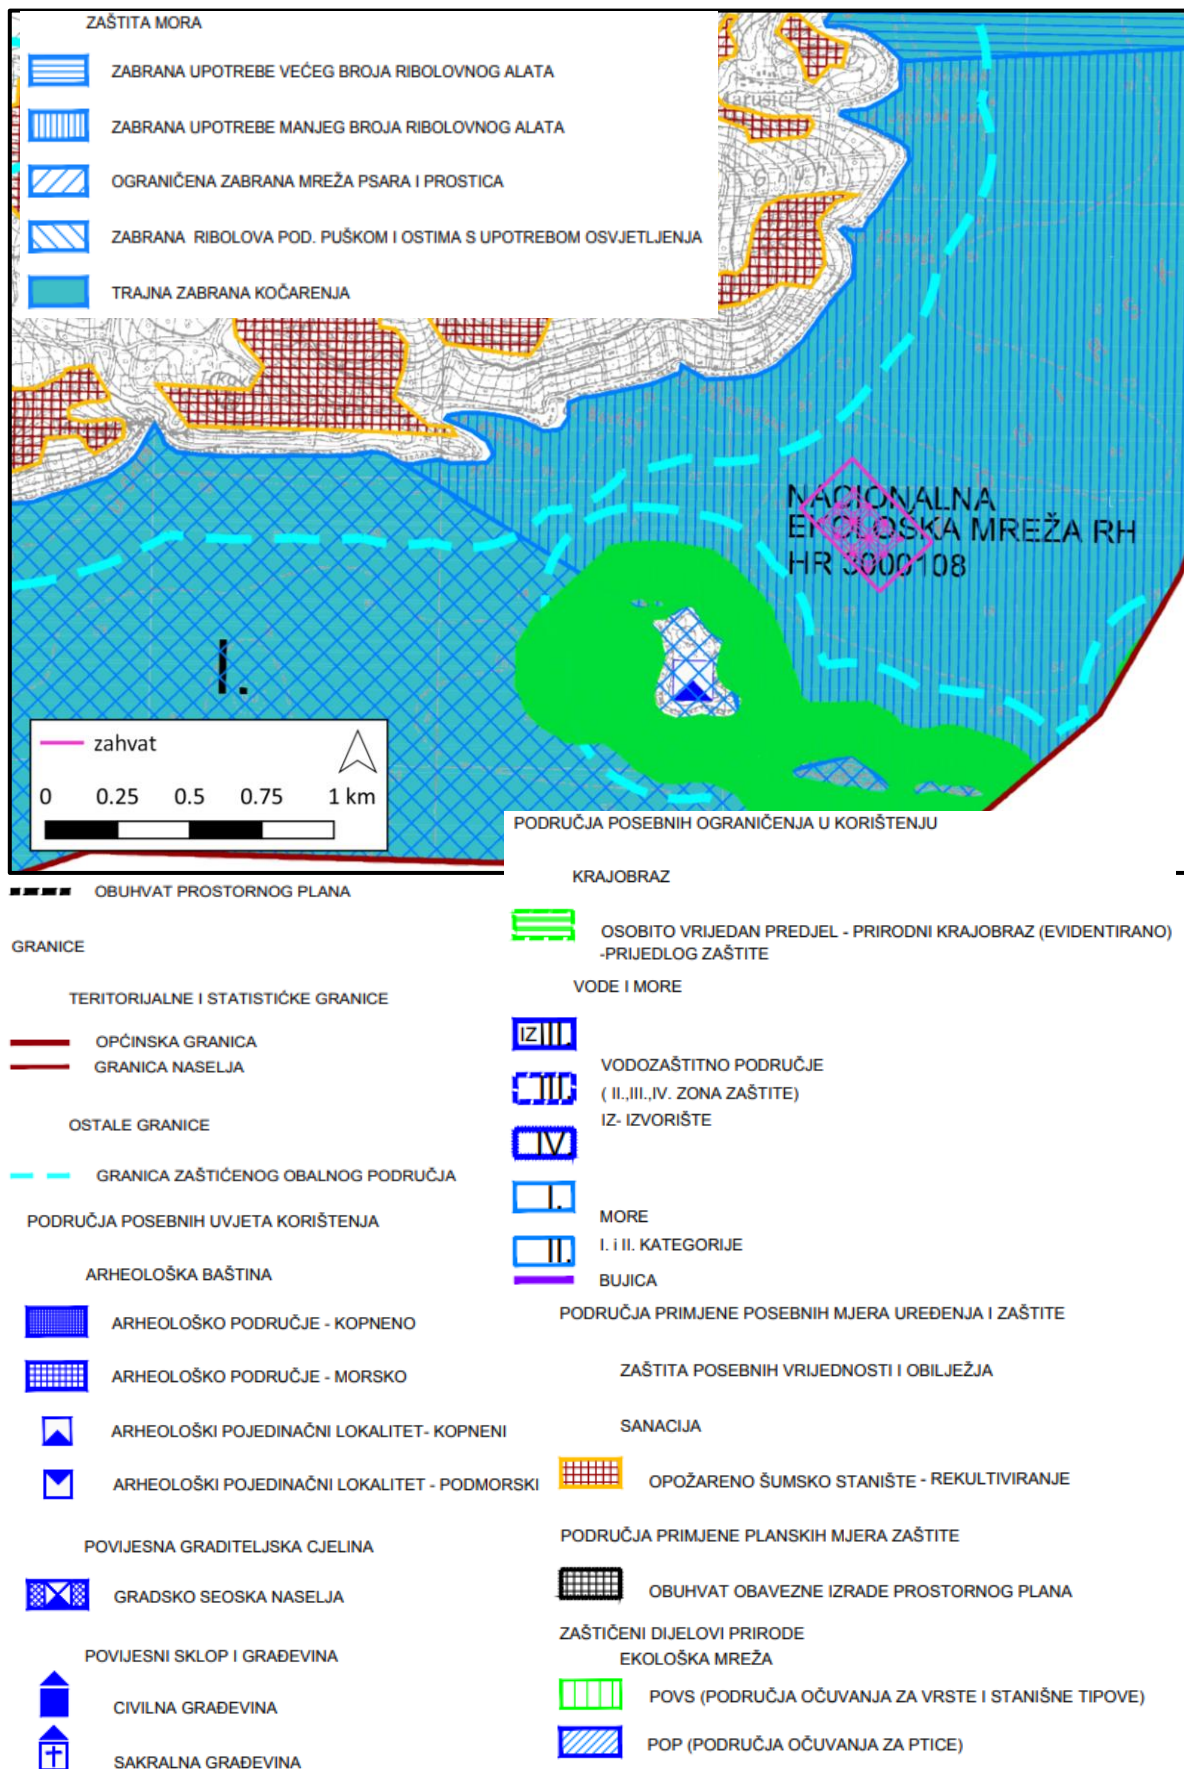 ZAŠTITA MORA
ZABRANA UPOTREBE VEĆEG BROJA RIBOLOVNOG ALATA
ZABRANA UPOTREBE MANJEG BROJA RIBOLOVNOG ALATA
OGRANIČENA ZABRANA MREŽA PSARA I PROSTICA
ZABRANA RIBOLOVA POD. PUŠKOM I OSTIMA S UPOTREBOM OSVJETLJENJA
TRAJNA ZABRANA KOČARENJA
NACIONALNA
EKOLOŠKA MREŽA RH
HR 3000108
I.
zahvat
0 0.25 0.5 0.75 1 km
OBUHVAT PROSTORNOG PLANA
GRANICE
TERITORIJALNE I STATISTIĆKE GRANICE
OPĆINSKA GRANICA
GRANICA NASELJA
OSTALE GRANICE
GRANICA ZAŠTIĆENOG OBALNOG PODRUČJA
PODRUČJA POSEBNIH UVJETA KORIŠTENJA
ARHEOLOŠKA BAŠTINA
ARHEOLOŠKO PODRUČJE - KOPNENO
ARHEOLOŠKO PODRUČJE - MORSKO
ARHEOLOŠKI POJEDINAČNI LOKALITET- KOPNENI
ARHEOLOŠKI POJEDINAČNI LOKALITET - PODMORSKI
POVIJESNA GRADITELJSKA CJELINA
GRADSKO SEOSKA NASELJA
POVIJESNI SKLOP I GRAĐEVINA
CIVILNA GRAĐEVINA
SAKRALNA GRAĐEVINA
PODRUČJA POSEBNIH OGRANIČENJA U KORIŠTENJU
KRAJOBRAZ
OSOBITO VRIJEDAN PREDJEL - PRIRODNI KRAJOBRAZ (EVIDENTIRANO)
-PRIJEDLOG ZAŠTITE
VODE I MORE
IZ III.
VODOZAŠTITNO PODRUČJE
III. ( II.,III.,IV. ZONA ZAŠTITE)
IZ- IZVORIŠTE
IV.
I.
MORE
II. I. i II. KATEGORIJE
BUJICA
PODRUČJA PRIMJENE POSEBNIH MJERA UREĐENJA I ZAŠTITE
ZAŠTITA POSEBNIH VRIJEDNOSTI I OBILJEŽJA
SANACIJA
OPOŽARENO ŠUMSKO STANIŠTE - REKULTIVIRANJE
PODRUČJA PRIMJENE PLANSKIH MJERA ZAŠTITE
OBUHVAT OBAVEZNE IZRADE PROSTORNOG PLANA
ZAŠTIČENI DIJELOVI PRIRODE
EKOLOŠKA MREŽA
POVS (PODRUČJA OČUVANJA ZA VRSTE I STANIŠNE TIPOVE)
POP (PODRUČJA OČUVANJA ZA PTICE)